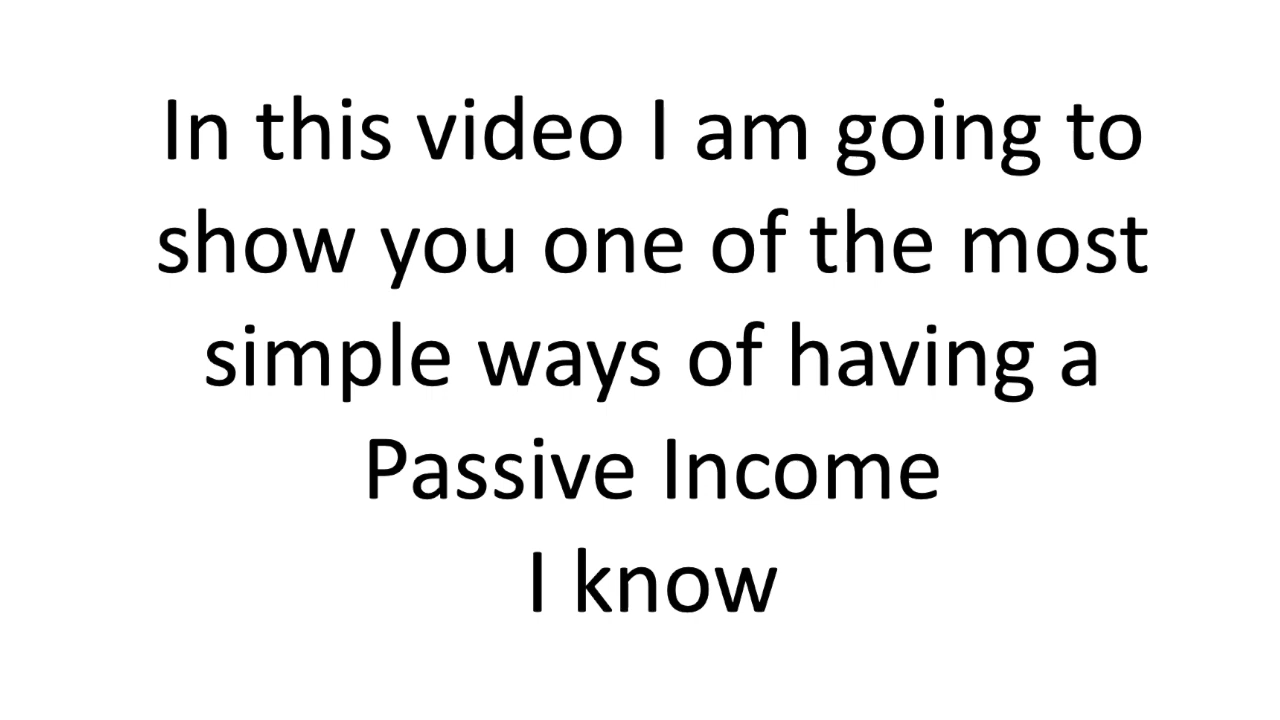 In this video I am going to
show you one of the most
simple ways of having a
Passive Income
I know